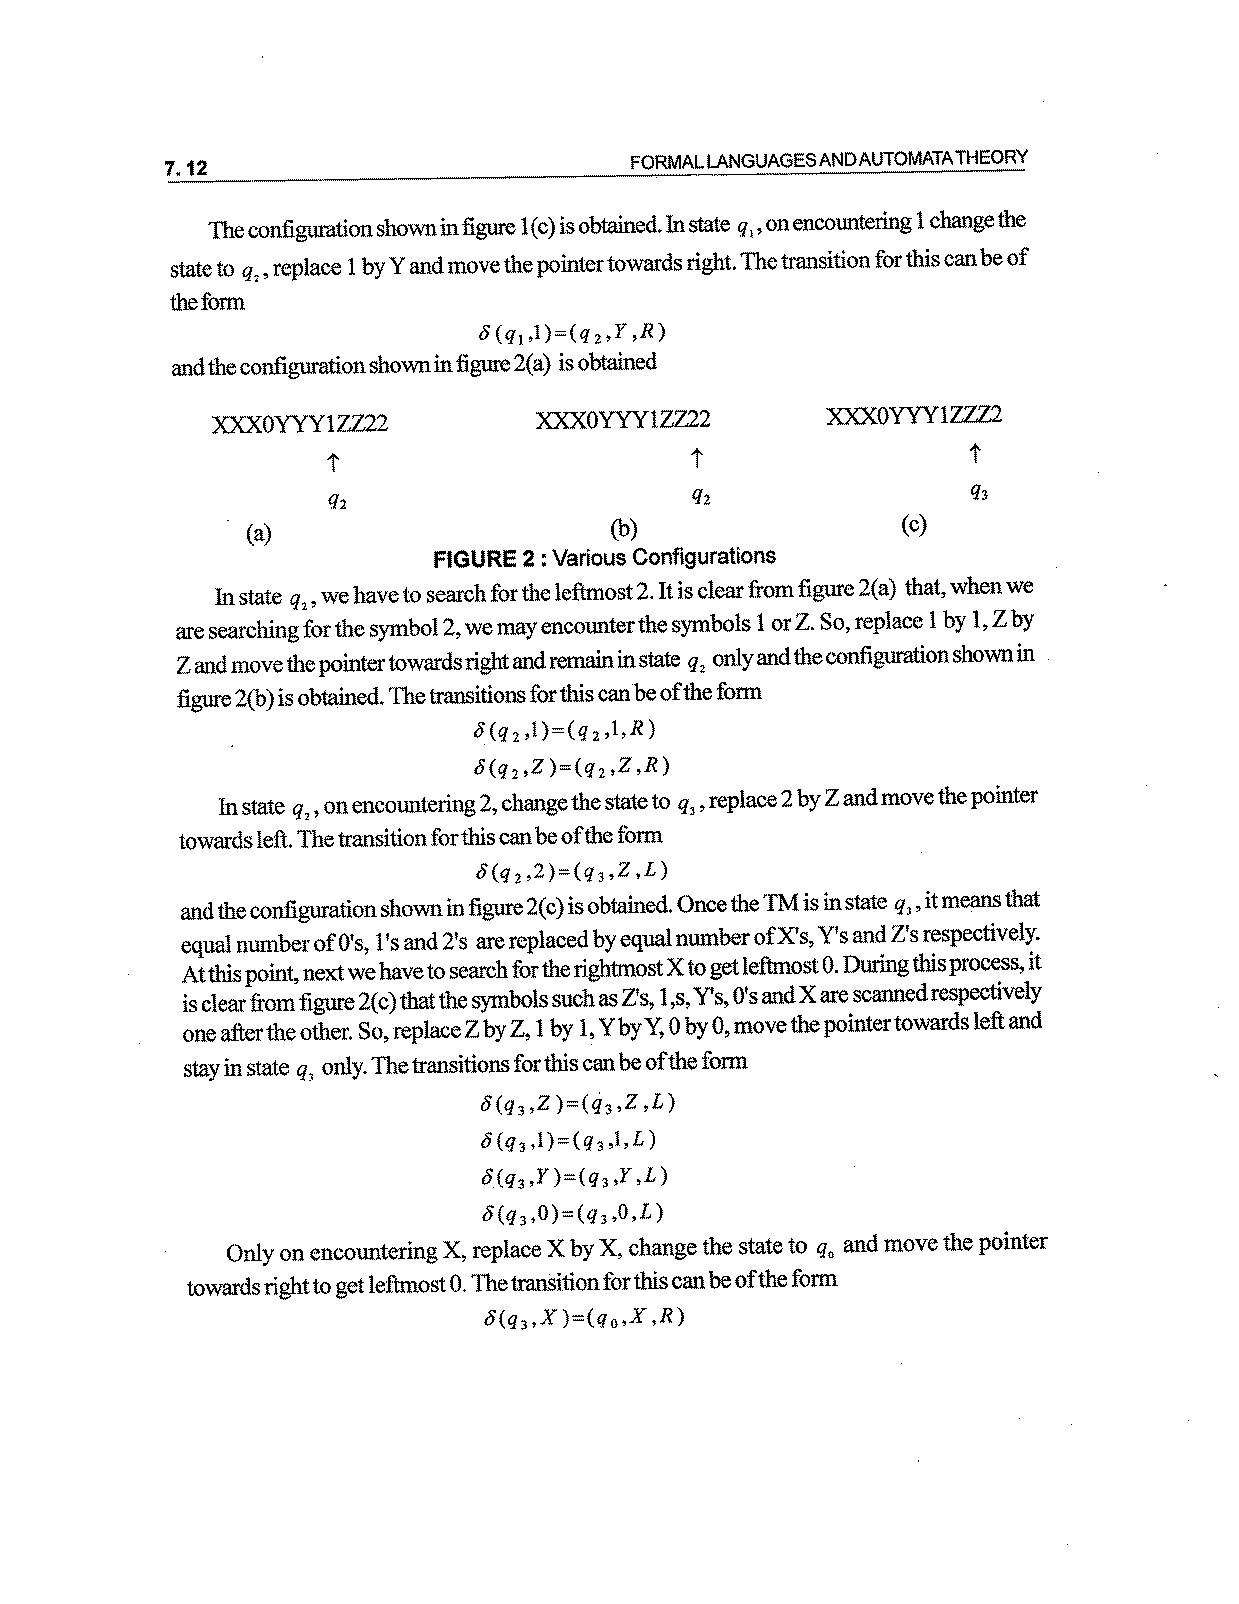 7. 12 FORMAL LANGUAGES AND AUTOMATA THEORY
The configuration shown in figure 1(c) is obtained. In state q₁, on encountering 1 change the
state to q₂, replace 1 by Y and move the pointer towards right. The transition for this can be of
the form
δ(q₁,1)=(q₂,Y,R)
and the configuration shown in figure 2(a) is obtained
XXX0YYY1ZZ22 XXX0YYY1ZZ22 XXX0YYY1ZZZ2
↑ ↑ ↑
q₂ q₂ q₃
(a) (b) (c)
FIGURE 2 : Various Configurations
In state q₂, we have to search for the leftmost 2. It is clear from figure 2(a) that, when we
are searching for the symbol 2, we may encounter the symbols 1 or Z. So, replace 1 by 1, Z by
Z and move the pointer towards right and remain in state q₂ only and the configuration shown in
figure 2(b) is obtained. The transitions for this can be of the form
δ(q₂,1)=(q₂,1,R)
δ(q₂,Z)=(q₂,Z,R)
In state q₂, on encountering 2, change the state to q₃, replace 2 by Z and move the pointer
towards left. The transition for this can be of the form
δ(q₂,2)=(q₃,Z,L)
and the configuration shown in figure 2(c) is obtained. Once the TM is in state q₃, it means that
equal number of 0's, 1's and 2's are replaced by equal number of X's, Y's and Z's respectively.
At this point, next we have to search for the rightmost X to get leftmost 0. During this process, it
is clear from figure 2(c) that the symbols such as Z's, 1,s, Y's, 0's and X are scanned respectively
one after the other. So, replace Z by Z, 1 by 1, Y by Y, 0 by 0, move the pointer towards left and
stay in state q₃ only. The transitions for this can be of the form
δ(q₃,Z)=(q₃,Z,L)
δ(q₃,1)=(q₃,1,L)
δ(q₃,Y)=(q₃,Y,L)
δ(q₃,0)=(q₃,0,L)
Only on encountering X, replace X by X, change the state to q₀ and move the pointer
towards right to get leftmost 0. The transition for this can be of the form
δ(q₃,X)=(q₀,X,R)